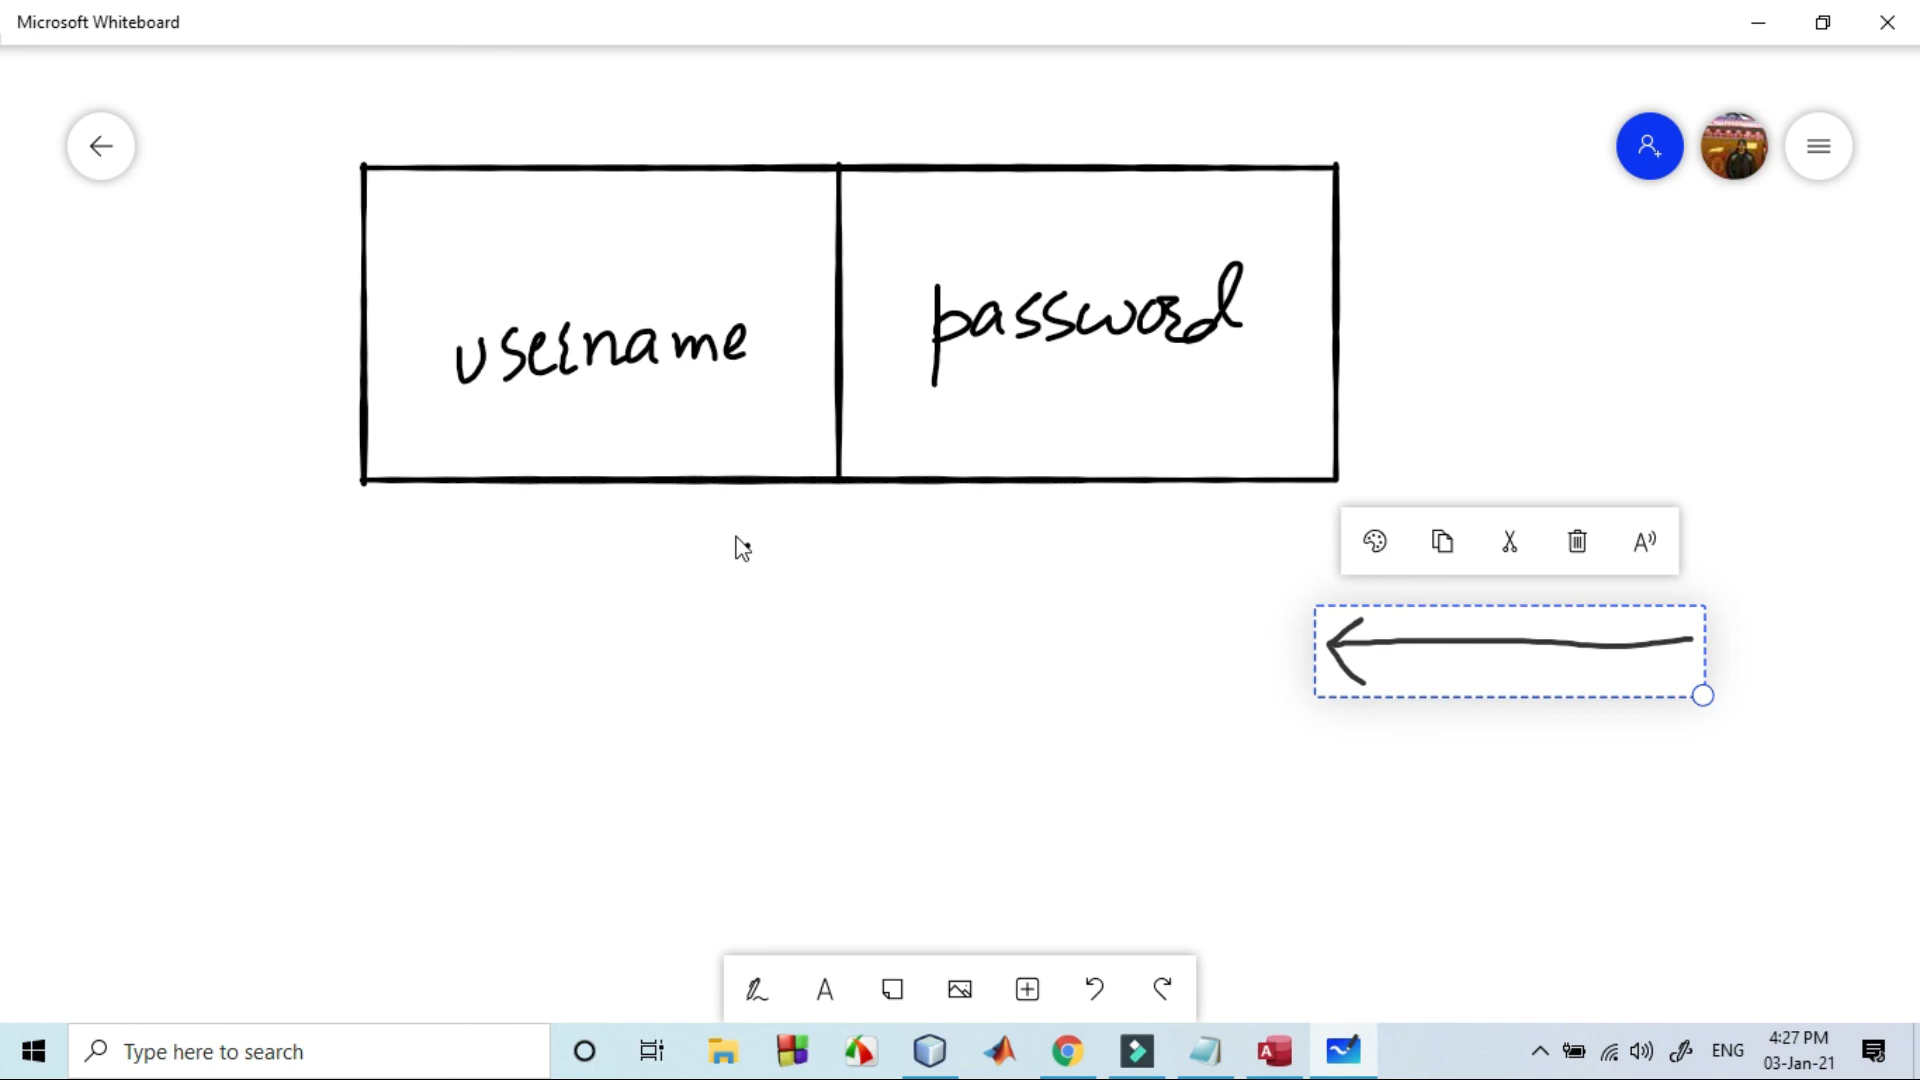 Microsoft Whiteboard
username
password
Type here to search
ENG
4:27 PM
03-Jan-21